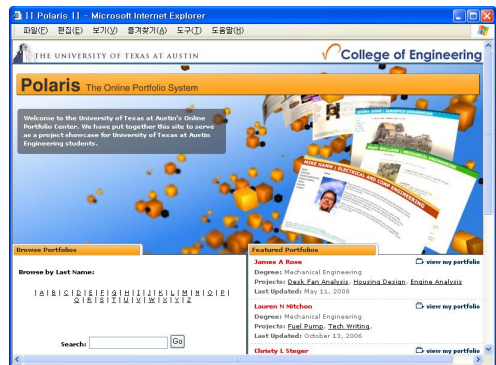 || Polaris || - Microsoft Internet Explorer
파일(F) 편집(E) 보기(V) 즐겨찾기(A) 도구(T) 도움말(H)
THE UNIVERSITY OF TEXAS AT AUSTIN
College of Engineering
Polaris The Online Portfolio System
Welcome to the University of Texas at Austin's Online
Portfolio Center. We have put together this site to serve
as a project showcase for University of Texas at Austin
Engineering students.
MIKE HAMM | ELECTRICAL AND COMP ENGINEERING
Browse Portfolios
Browse by Last Name:
| A | B | C | D | E | F | G | H | I | J | K | L | M | N | O | P |
Q | R | S | T | U | V | W | X | Y | Z
Search: Go
Featured Portfolios
James A Rose view my portfolio
Degree: Mechanical Engineering
Projects: Desk Fan Analysis, Housing Design, Engine Analysis
Last Updated: May 11, 2008
Lauren N Mitchon view my portfolio
Degree: Mechanical Engineering
Projects: Fuel Pump, Tech Writing,
Last Updated: October 13, 2006
Christy L Steger view my portfolio